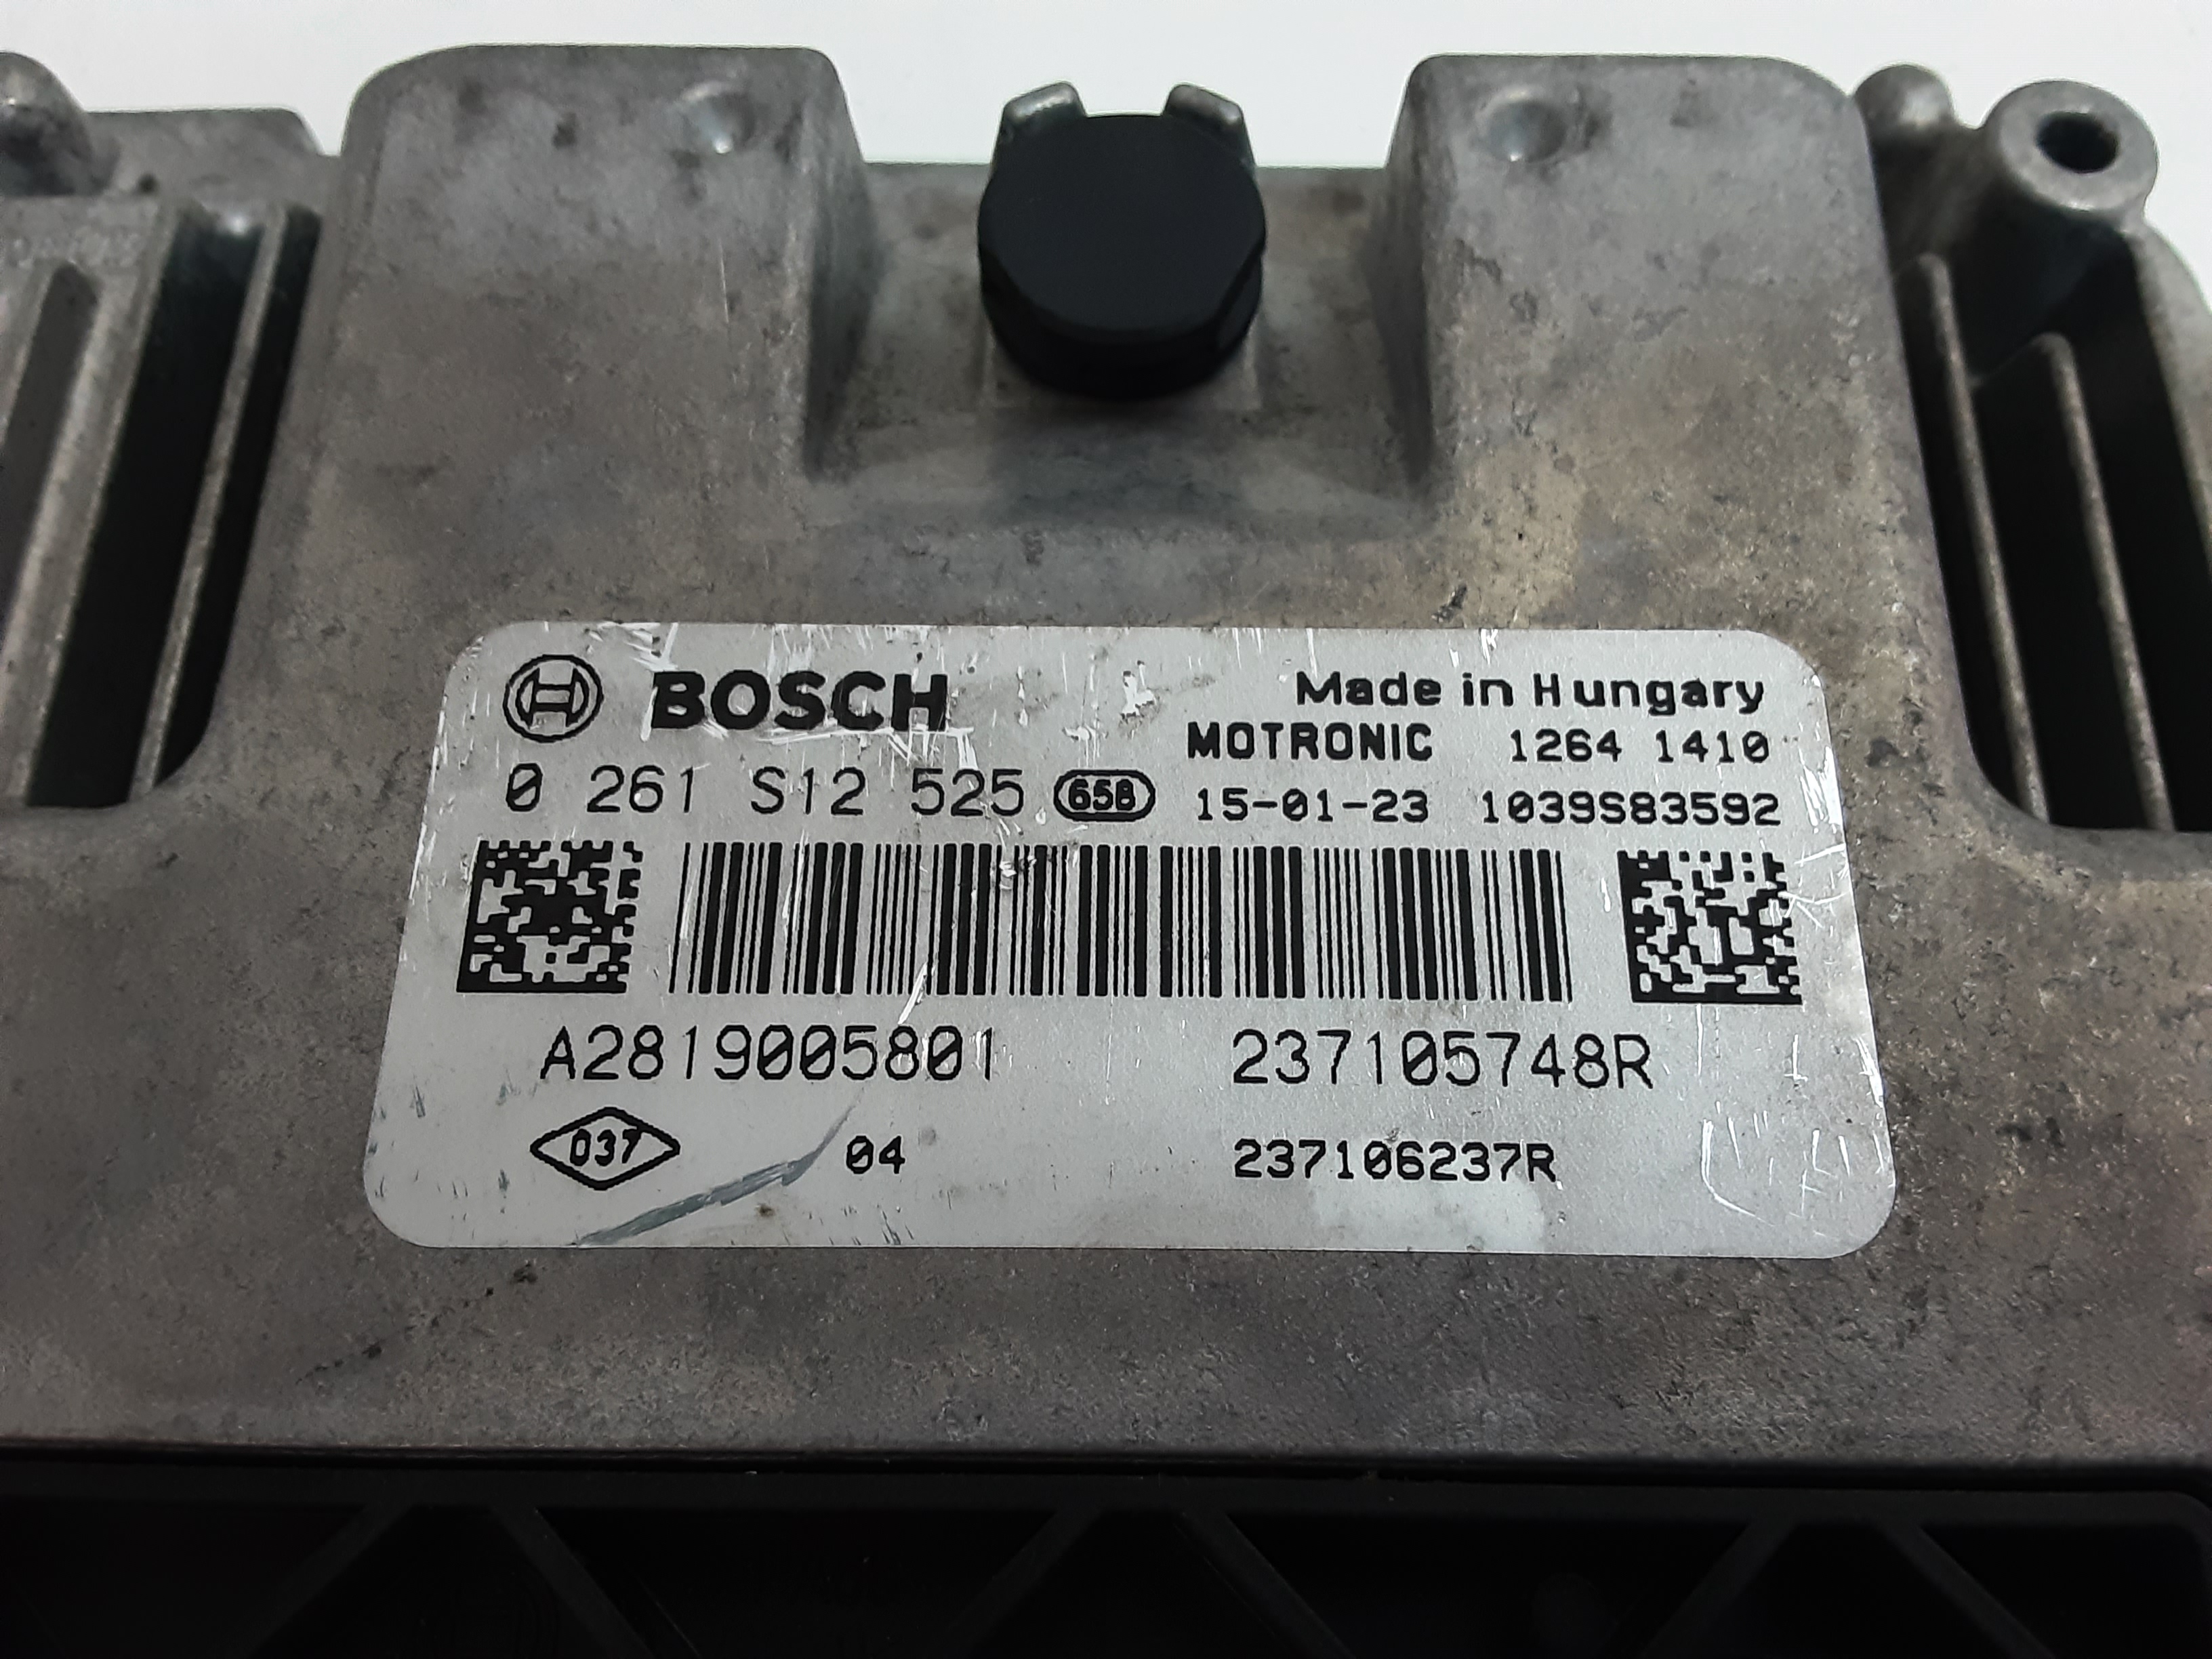 BOSCH
Made in Hungary
MOTRONIC 1264 1410
0 261 S12 525 658 15-01-23 1039S83592
A2819005801 237105748R
037 04 237106237R